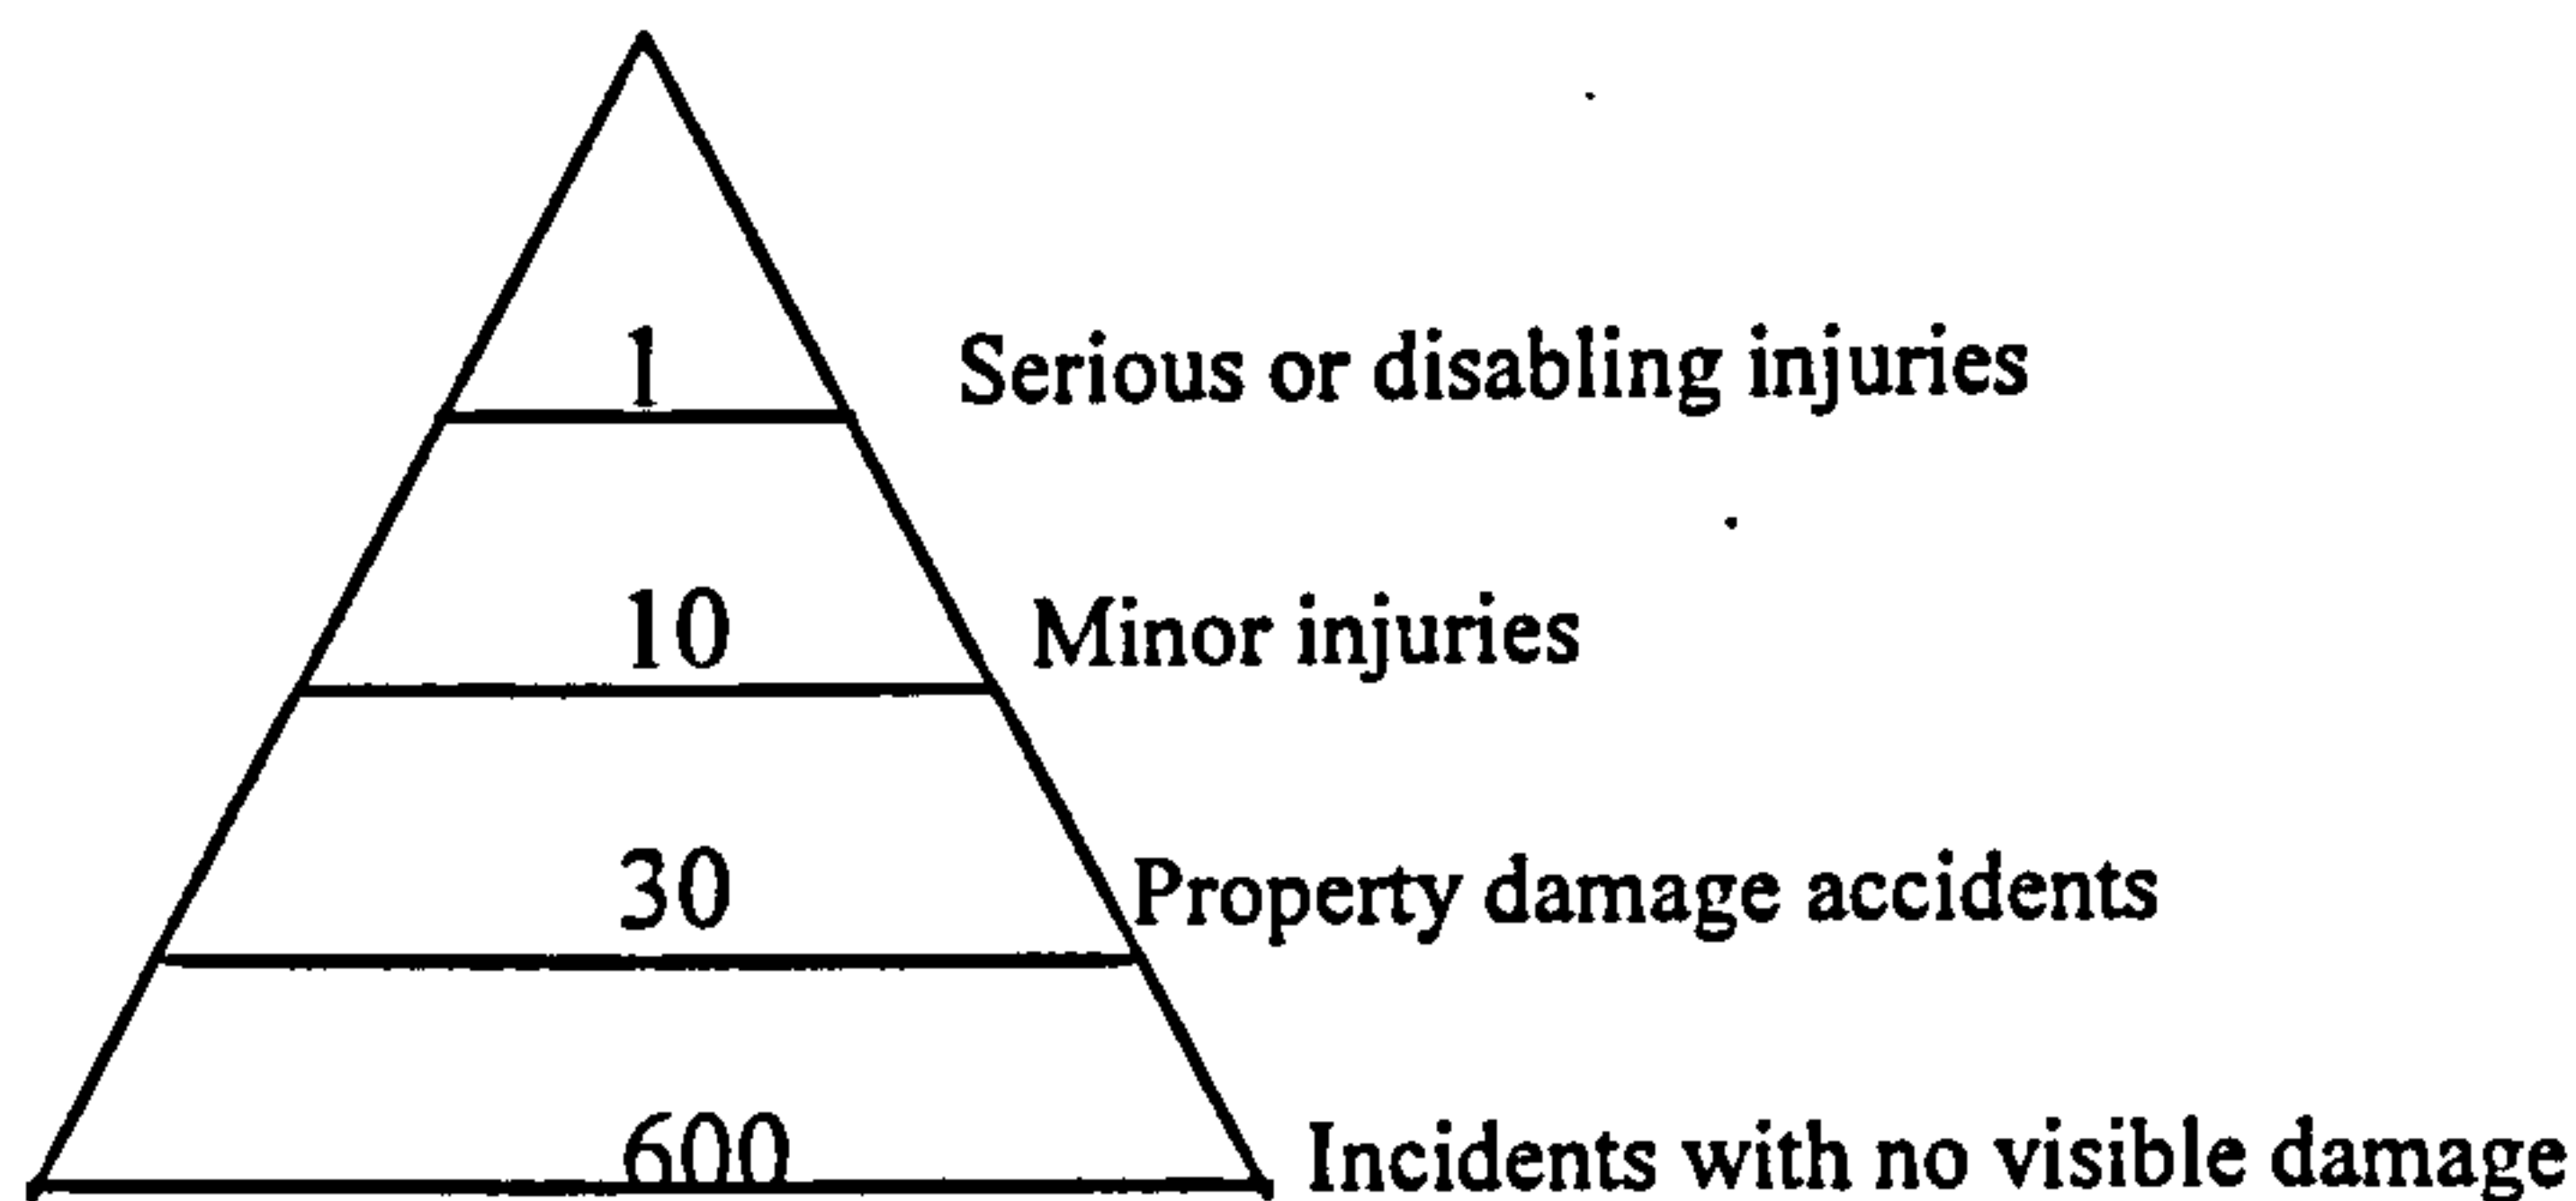 1 Serious or disabling injuries
10 Minor injuries
30 Property damage accidents
600 Incidents with no visible damage